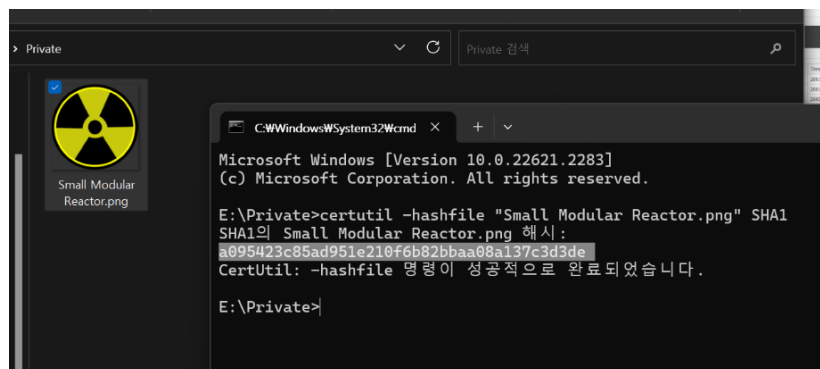 › Private
Private 검색
Small Modular
Reactor.png
C:₩Windows₩System32₩cmd
Microsoft Windows [Version 10.0.22621.2283]
(c) Microsoft Corporation. All rights reserved.
E:\Private>certutil -hashfile "Small Modular Reactor.png" SHA1
SHA1의 Small Modular Reactor.png 해시:
a095423c85ad951e210f6b82bbaa08a137c3d3de
CertUtil: -hashfile 명령이 성공적으로 완료되었습니다.
E:\Private>